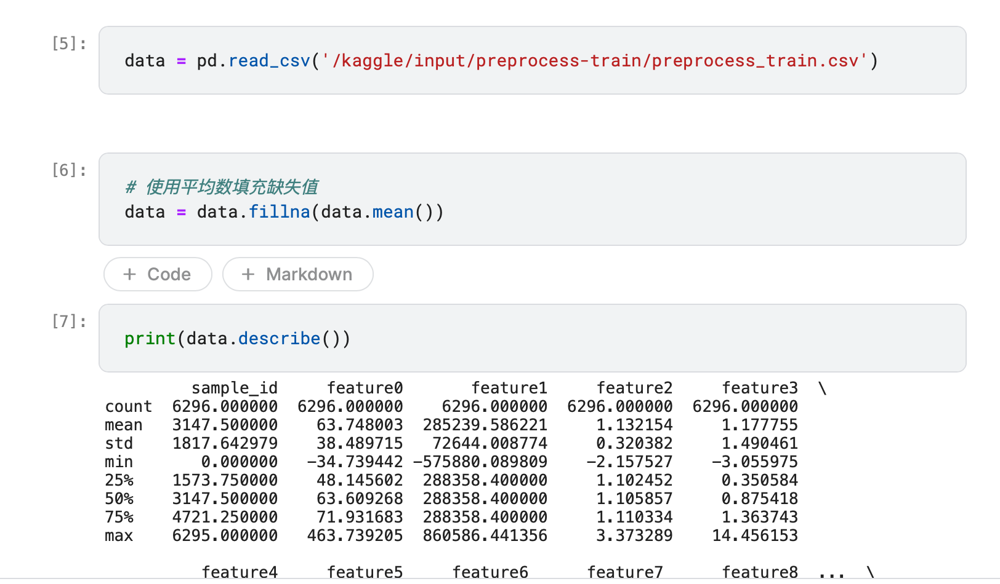 [5]:
data = pd.read_csv('/kaggle/input/preprocess-train/preprocess_train.csv')
[6]:
# 使用平均数填充缺失值
data = data.fillna(data.mean())
+ Code + Markdown
[7]:
print(data.describe())
sample_id feature0 feature1 feature2 feature3 \
count 6296.000000 6296.000000 6296.000000 6296.000000 6296.000000
mean 3147.500000 63.748003 285239.586221 1.132154 1.177755
std 1817.642979 38.489715 72644.008774 0.320382 1.490461
min 0.000000 -34.739442 -575880.089809 -2.157527 -3.055975
25% 1573.750000 48.145602 288358.400000 1.102452 0.350584
50% 3147.500000 63.609268 288358.400000 1.105857 0.875418
75% 4721.250000 71.931683 288358.400000 1.110334 1.363743
max 6295.000000 463.739205 860586.441356 3.373289 14.456153
feature4 feature5 feature6 feature7 feature8 ... \